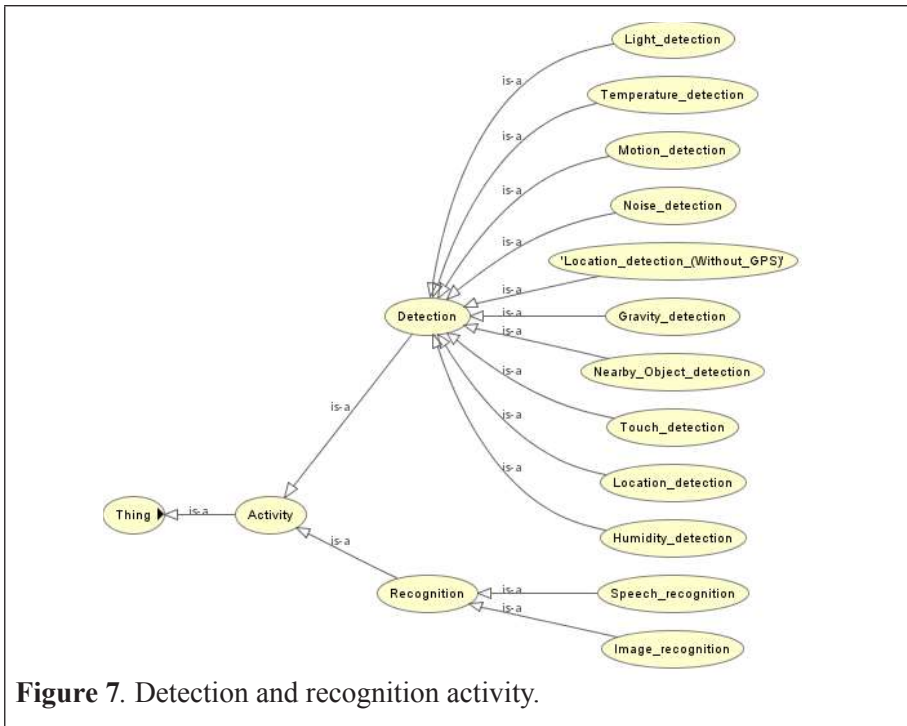 Light_detection
is-a
Temperature_detection
is-a
Motion_detection
is-a
Noise_detection
is-a
'Location_detection_(Without_GPS)'
is-a
Detection
is-a
Gravity_detection
is-a
Nearby_Object_detection
is-a
Touch_detection
is-a
is-a
Location_detection
is-a
Thing
is-a
Activity
Humidity_detection
is-a
Recognition
is-a
Speech_recognition
is-a
Image_recognition
Figure 7. Detection and recognition activity.